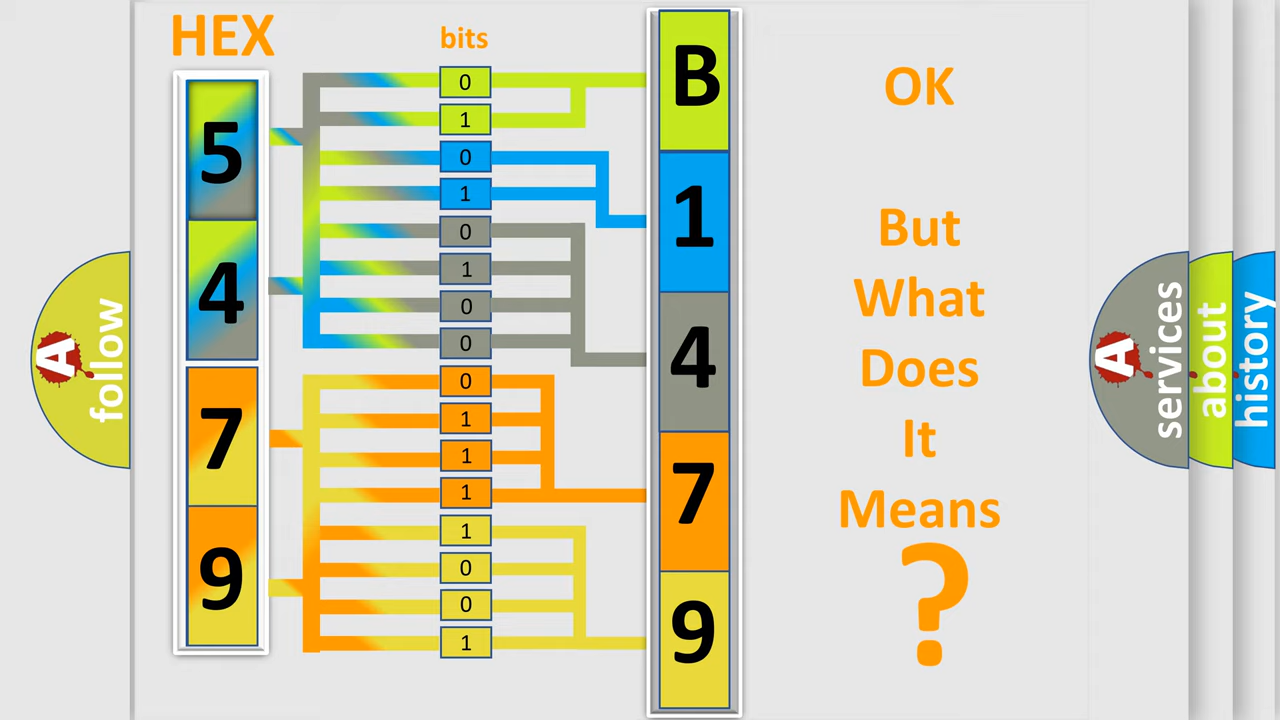 HEX
bits
5
4
7
9
0
1
0
1
0
1
0
0
0
1
1
1
1
0
0
1
B
1
4
7
9
OK
But
What
Does
It
Means
?
A
follow
A
services
about
history